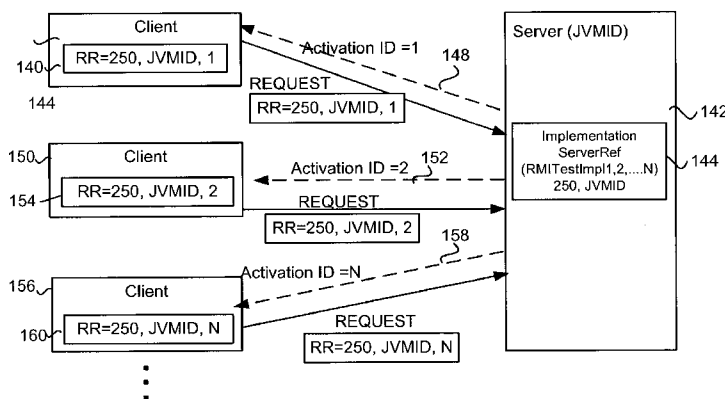 Client
140
RR=250, JVMID, 1
144
Activation ID =1
148
REQUEST
RR=250, JVMID, 1
Server (JVMID)
142
Implementation
ServerRef
(RMITestImpl1,2,....N)
250, JVMID
144
150
Client
154
RR=250, JVMID, 2
Activation ID =2
152
REQUEST
RR=250, JVMID, 2
158
Activation ID =N
156
Client
160
RR=250, JVMID, N
REQUEST
RR=250, JVMID, N